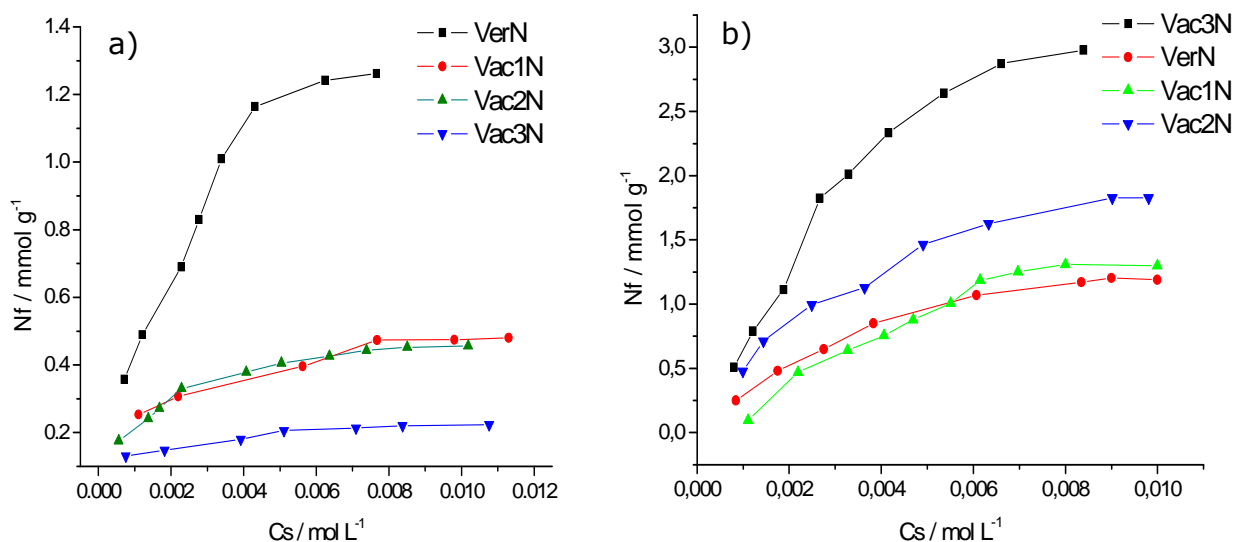 a)
VerN
Vac1N
Vac2N
Vac3N
1.4
1.2
1.0
0.8
0.6
0.4
0.2
Nf / mmol g-1
0.000 0.002 0.004 0.006 0.008 0.010 0.012
Cs / mol L-1
b)
Vac3N
VerN
Vac1N
Vac2N
3,0
2,5
2,0
1,5
1,0
0,5
0,0
Nf / mmol g-1
0,000 0,002 0,004 0,006 0,008 0,010
Cs / mol L-1